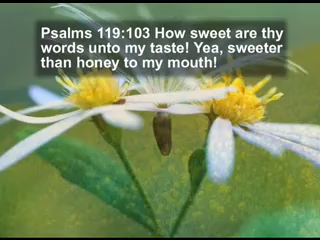 Psalms 119:103 How sweet are thy
words unto my taste! Yea, sweeter
than honey to my mouth!